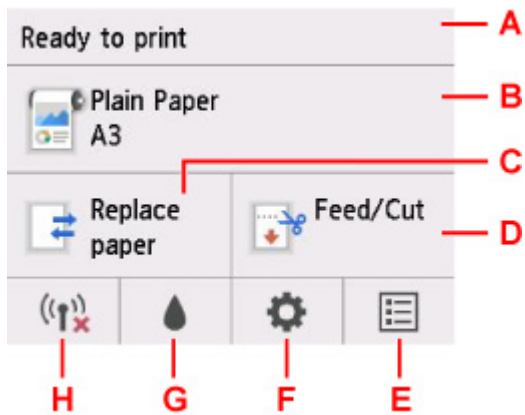 Ready to print
A
Plain Paper
A3
B
C
Replace
paper
Feed/Cut
D
H
G
F
E